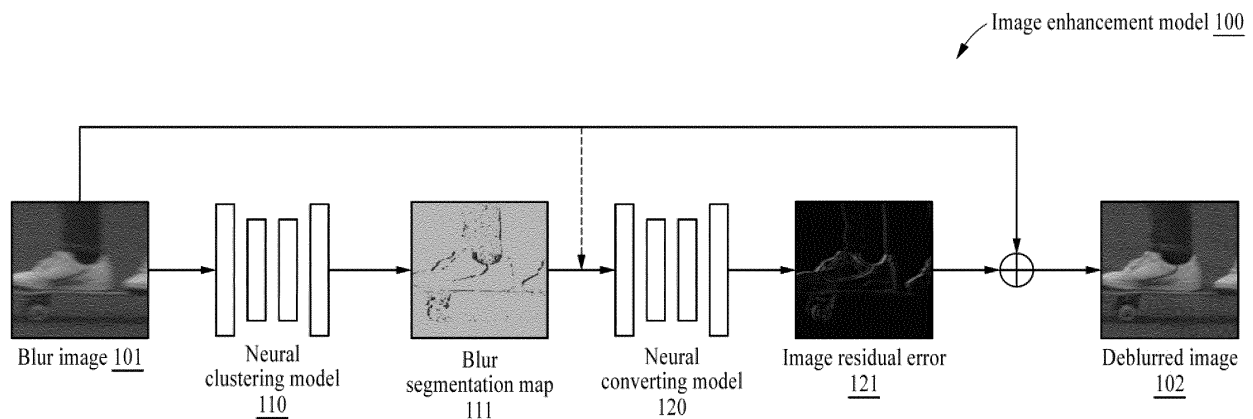 Image enhancement model 100
Blur image 101
Neural
clustering model
110
Blur
segmentation map
111
Neural
converting model
120
Image residual error
121
Deblurred image
102